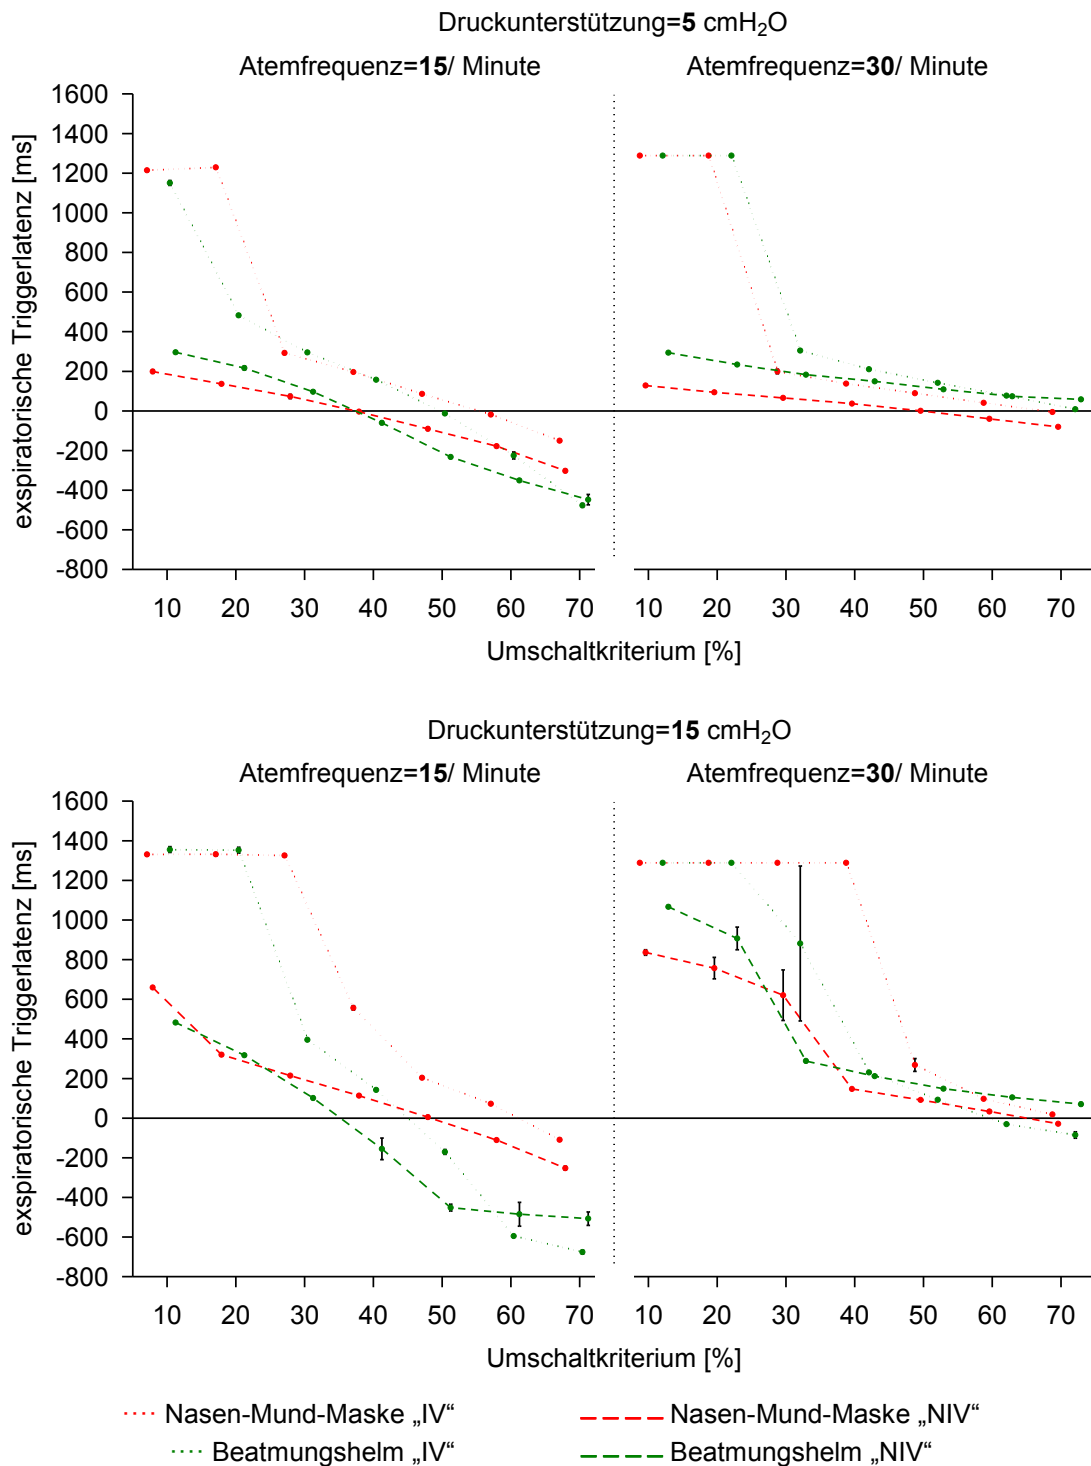 Druckunterstützung=5 cmH₂O
Atemfrequenz=15/ Minute
Atemfrequenz=30/ Minute
exspiratorische Triggerlatenz [ms]
1600
1400
1200
1000
800
600
400
200
0
-200
-400
-600
-800
10 20 30 40 50 60 70
10 20 30 40 50 60 70
Umschaltkriterium [%]
Druckunterstützung=15 cmH₂O
Atemfrequenz=15/ Minute
Atemfrequenz=30/ Minute
exspiratorische Triggerlatenz [ms]
1600
1400
1200
1000
800
600
400
200
0
-200
-400
-600
-800
10 20 30 40 50 60 70
10 20 30 40 50 60 70
Umschaltkriterium [%]
Nasen-Mund-Maske „IV“
Nasen-Mund-Maske „NIV“
Beatmungshelm „IV“
Beatmungshelm „NIV“